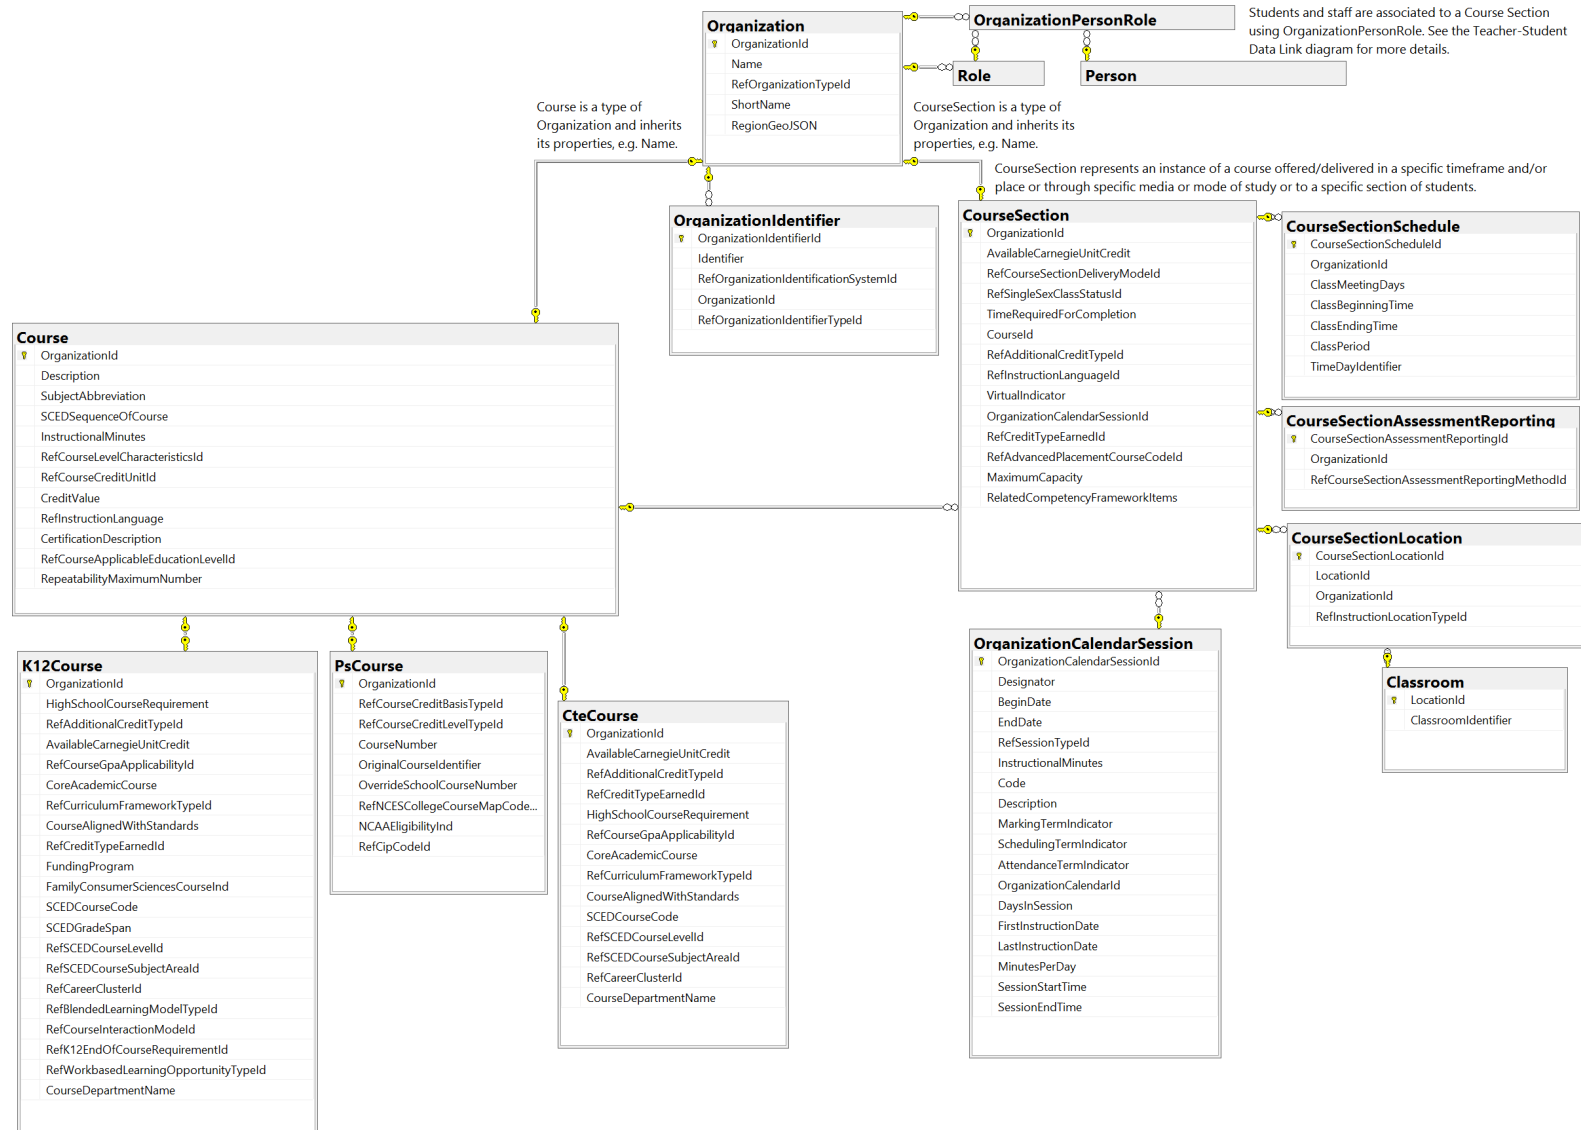 Organization
OrganizationId
Name
RefOrganizationTypeId
ShortName
RegionGeoJSON
OrganizationPersonRole
Role
Person
Students and staff are associated to a Course Section
using OrganizationPersonRole. See the Teacher-Student
Data Link diagram for more details.
Course is a type of
Organization and inherits
its properties, e.g. Name.
CourseSection is a type of
Organization and inherits its
properties, e.g. Name.
CourseSection represents an instance of a course offered/delivered in a specific timeframe and/or
place or through specific media or mode of study or to a specific section of students.
OrganizationIdentifier
OrganizationIdentifierId
Identifier
RefOrganizationIdentificationSystemId
OrganizationId
RefOrganizationIdentifierTypeId
CourseSection
OrganizationId
AvailableCarnegieUnitCredit
RefCourseSectionDeliveryModeId
RefSingleSexClassStatusId
TimeRequiredForCompletion
CourseId
RefAdditionalCreditTypeId
RefInstructionLanguageId
VirtualIndicator
OrganizationCalendarSessionId
RefCreditTypeEarnedId
RefAdvancedPlacementCourseCodeId
MaximumCapacity
RelatedCompetencyFrameworkItems
CourseSectionSchedule
CourseSectionScheduleId
OrganizationId
ClassMeetingDays
ClassBeginningTime
ClassEndingTime
ClassPeriod
TimeDayIdentifier
CourseSectionAssessmentReporting
CourseSectionAssessmentReportingId
OrganizationId
RefCourseSectionAssessmentReportingMethodId
CourseSectionLocation
CourseSectionLocationId
LocationId
OrganizationId
RefInstructionLocationTypeId
Classroom
LocationId
ClassroomIdentifier
Course
OrganizationId
Description
SubjectAbbreviation
SCEDSequenceOfCourse
InstructionalMinutes
RefCourseLevelCharacteristicsId
RefCourseCreditUnitId
CreditValue
RefInstructionLanguage
CertificationDescription
RefCourseApplicableEducationLevelId
RepeatabilityMaximumNumber
K12Course
OrganizationId
HighSchoolCourseRequirement
RefAdditionalCreditTypeId
AvailableCarnegieUnitCredit
RefCourseGpaApplicabilityId
CoreAcademicCourse
RefCurriculumFrameworkTypeId
CourseAlignedWithStandards
RefCreditTypeEarnedId
FundingProgram
FamilyConsumerSciencesCourseInd
SCEDCourseCode
SCEDGradeSpan
RefSCEDCourseLevelId
RefSCEDCourseSubjectAreaId
RefCareerClusterId
RefBlendedLearningModelTypeId
RefCourseInteractionModeId
RefK12EndOfCourseRequirementId
RefWorkbasedLearningOpportunityTypeId
CourseDepartmentName
PsCourse
OrganizationId
RefCourseCreditBasisTypeId
RefCourseCreditLevelTypeId
CourseNumber
OriginalCourseIdentifier
OverrideSchoolCourseNumber
RefNCESCollegeCourseMapCode...
NCAAEligibilityInd
RefCipCodeId
CteCourse
OrganizationId
AvailableCarnegieUnitCredit
RefAdditionalCreditTypeId
RefCreditTypeEarnedId
HighSchoolCourseRequirement
RefCourseGpaApplicabilityId
CoreAcademicCourse
RefCurriculumFrameworkTypeId
CourseAlignedWithStandards
SCEDCourseCode
RefSCEDCourseLevelId
RefSCEDCourseSubjectAreaId
RefCareerClusterId
CourseDepartmentName
OrganizationCalendarSession
OrganizationCalendarSessionId
Designator
BeginDate
EndDate
RefSessionTypeId
InstructionalMinutes
Code
Description
MarkingTermIndicator
SchedulingTermIndicator
AttendanceTermIndicator
OrganizationCalendarId
DaysInSession
FirstInstructionDate
LastInstructionDate
MinutesPerDay
SessionStartTime
SessionEndTime